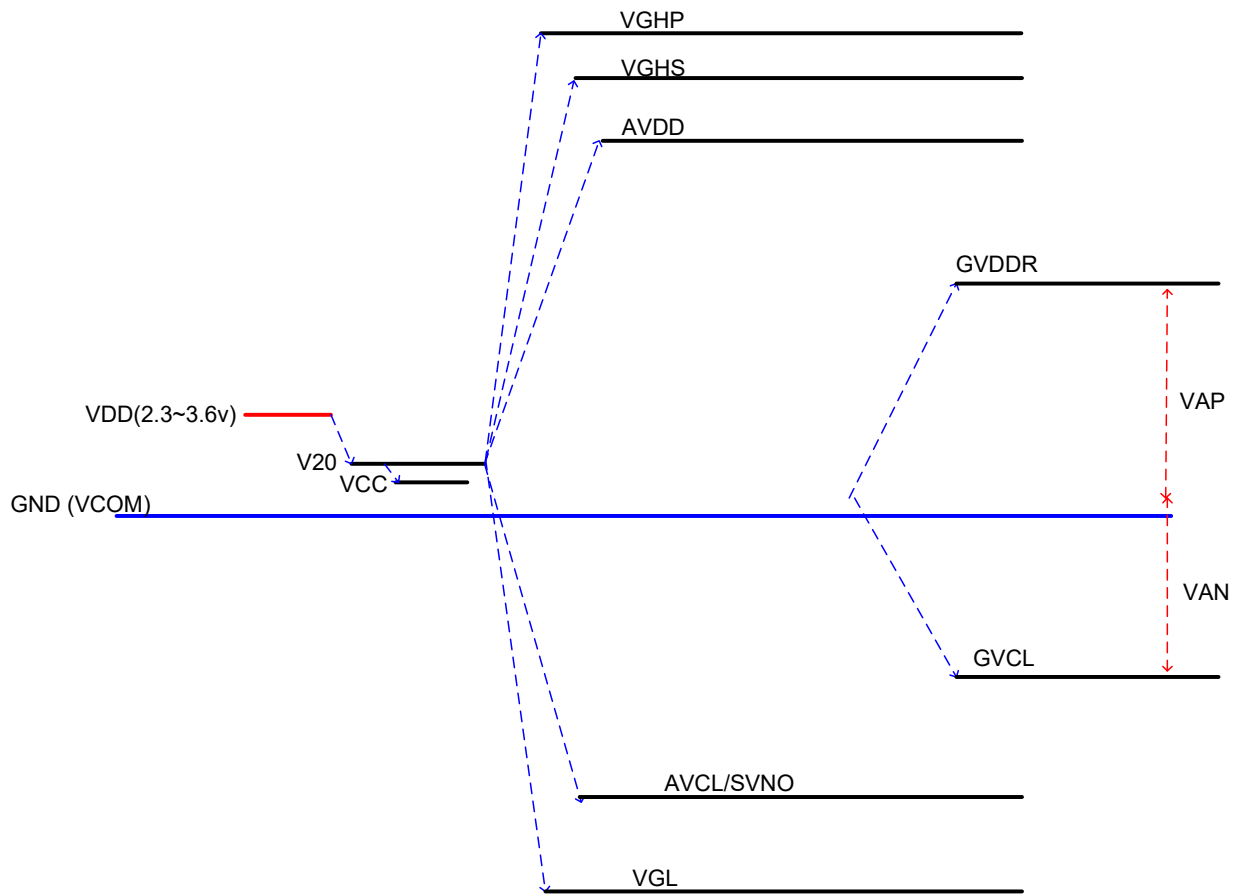 VGHP
VGHS
AVDD
GVDDR
VAP
VDD(2.3~3.6v)
V20
VCC
GND (VCOM)
VAN
GVCL
AVCL/SVNO
VGL